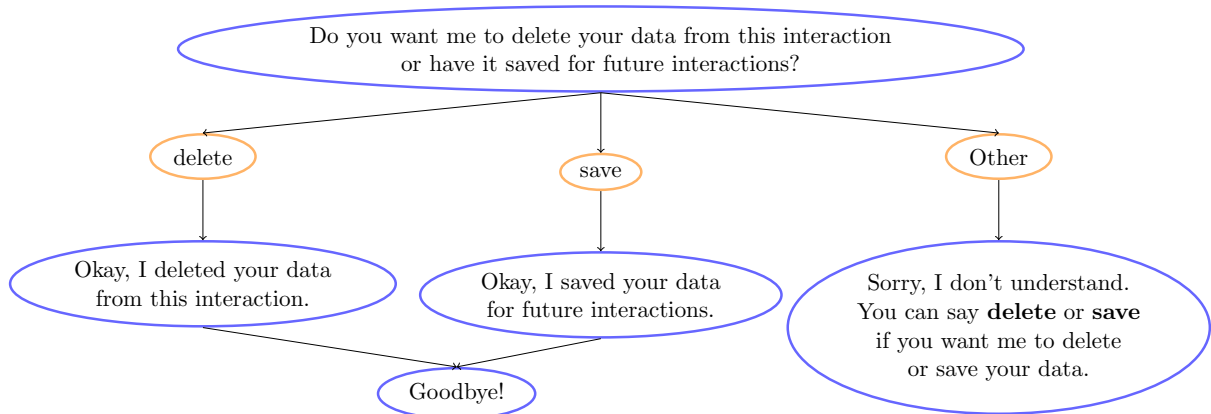 Do you want me to delete your data from this interaction
or have it saved for future interactions?
delete
save
Other
Okay, I deleted your data
from this interaction.
Okay, I saved your data
for future interactions.
Sorry, I don't understand.
You can say delete or save
if you want me to delete
or save your data.
Goodbye!